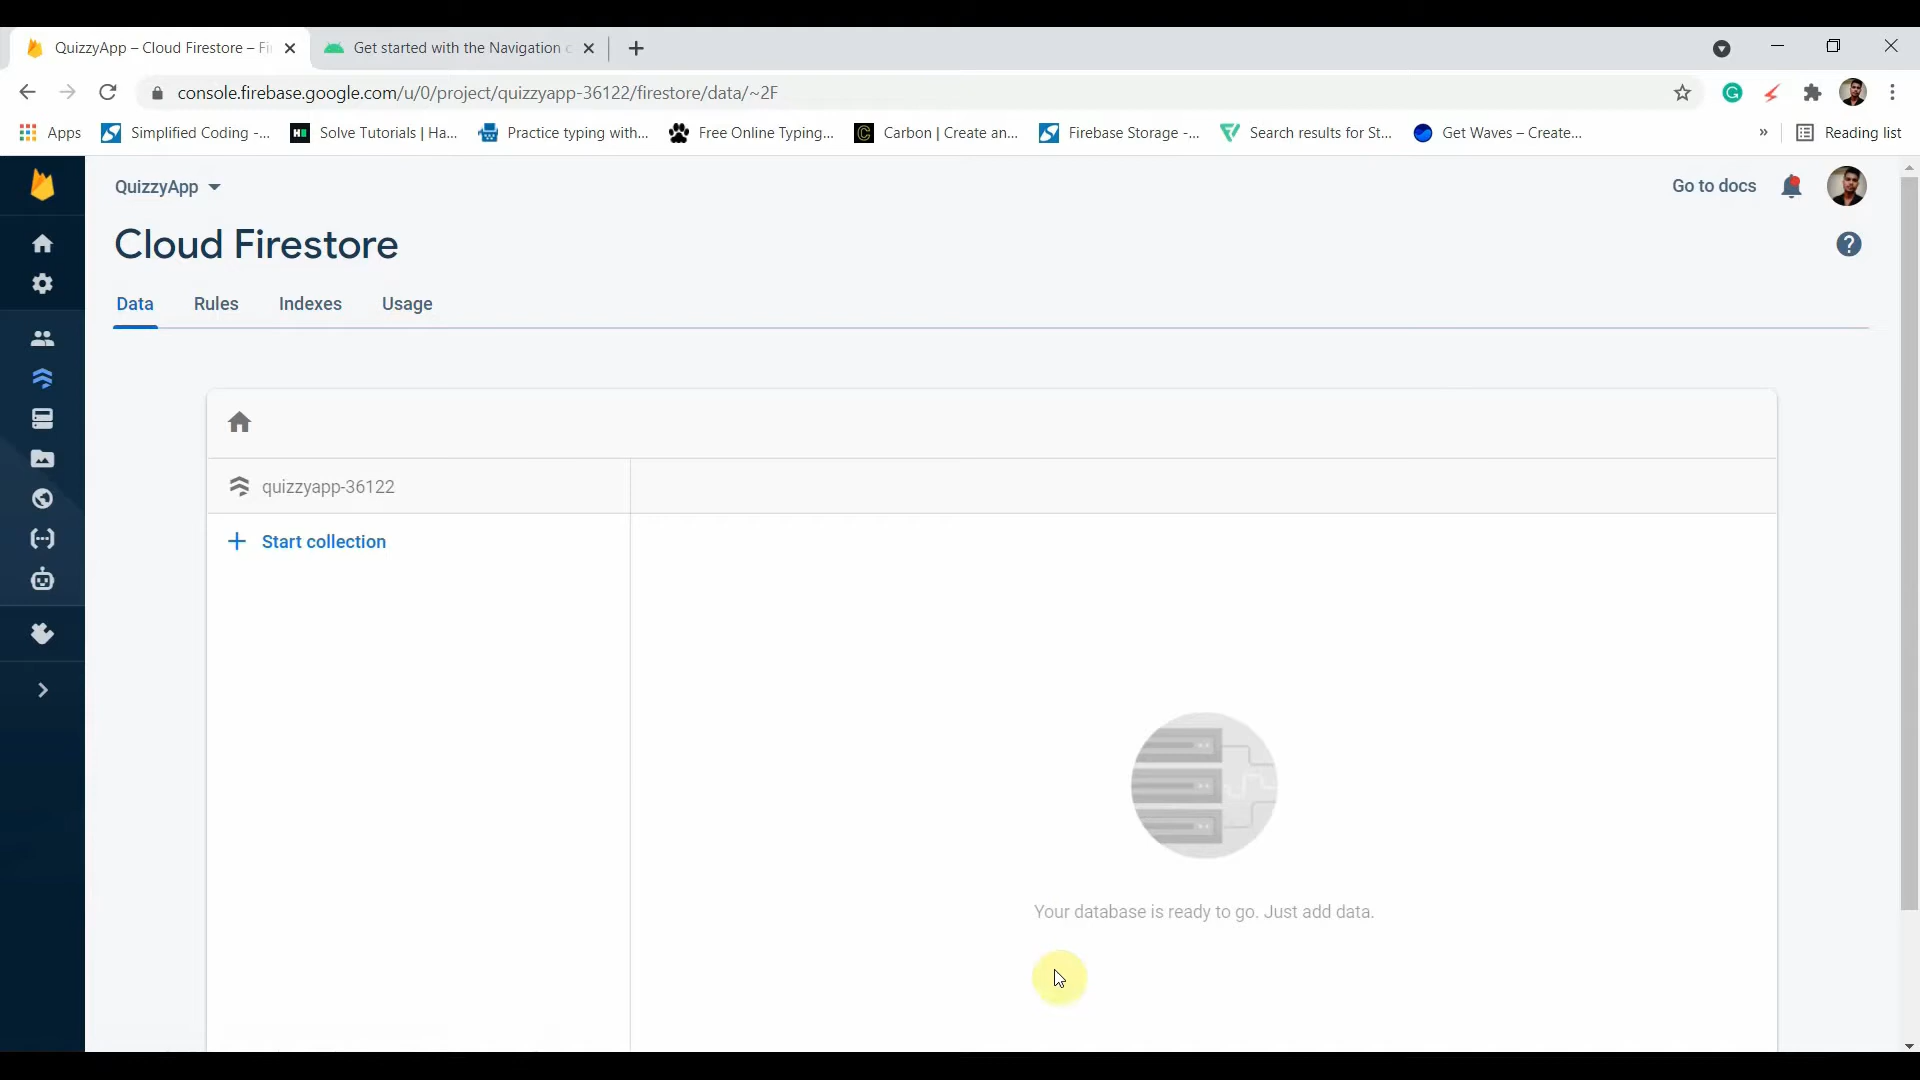 QuizzyApp – Cloud Firestore – Fi
Get started with the Navigation c
console.firebase.google.com/u/0/project/quizzyapp-36122/firestore/data/~2F
Apps
Simplified Coding -...
Solve Tutorials | Ha...
Practice typing with...
Free Online Typing...
Carbon | Create an...
Firebase Storage -...
Search results for St...
Get Waves – Create...
»
Reading list
QuizzyApp
Go to docs
Cloud Firestore
Data
Rules
Indexes
Usage
quizzyapp-36122
Start collection
Your database is ready to go. Just add data.